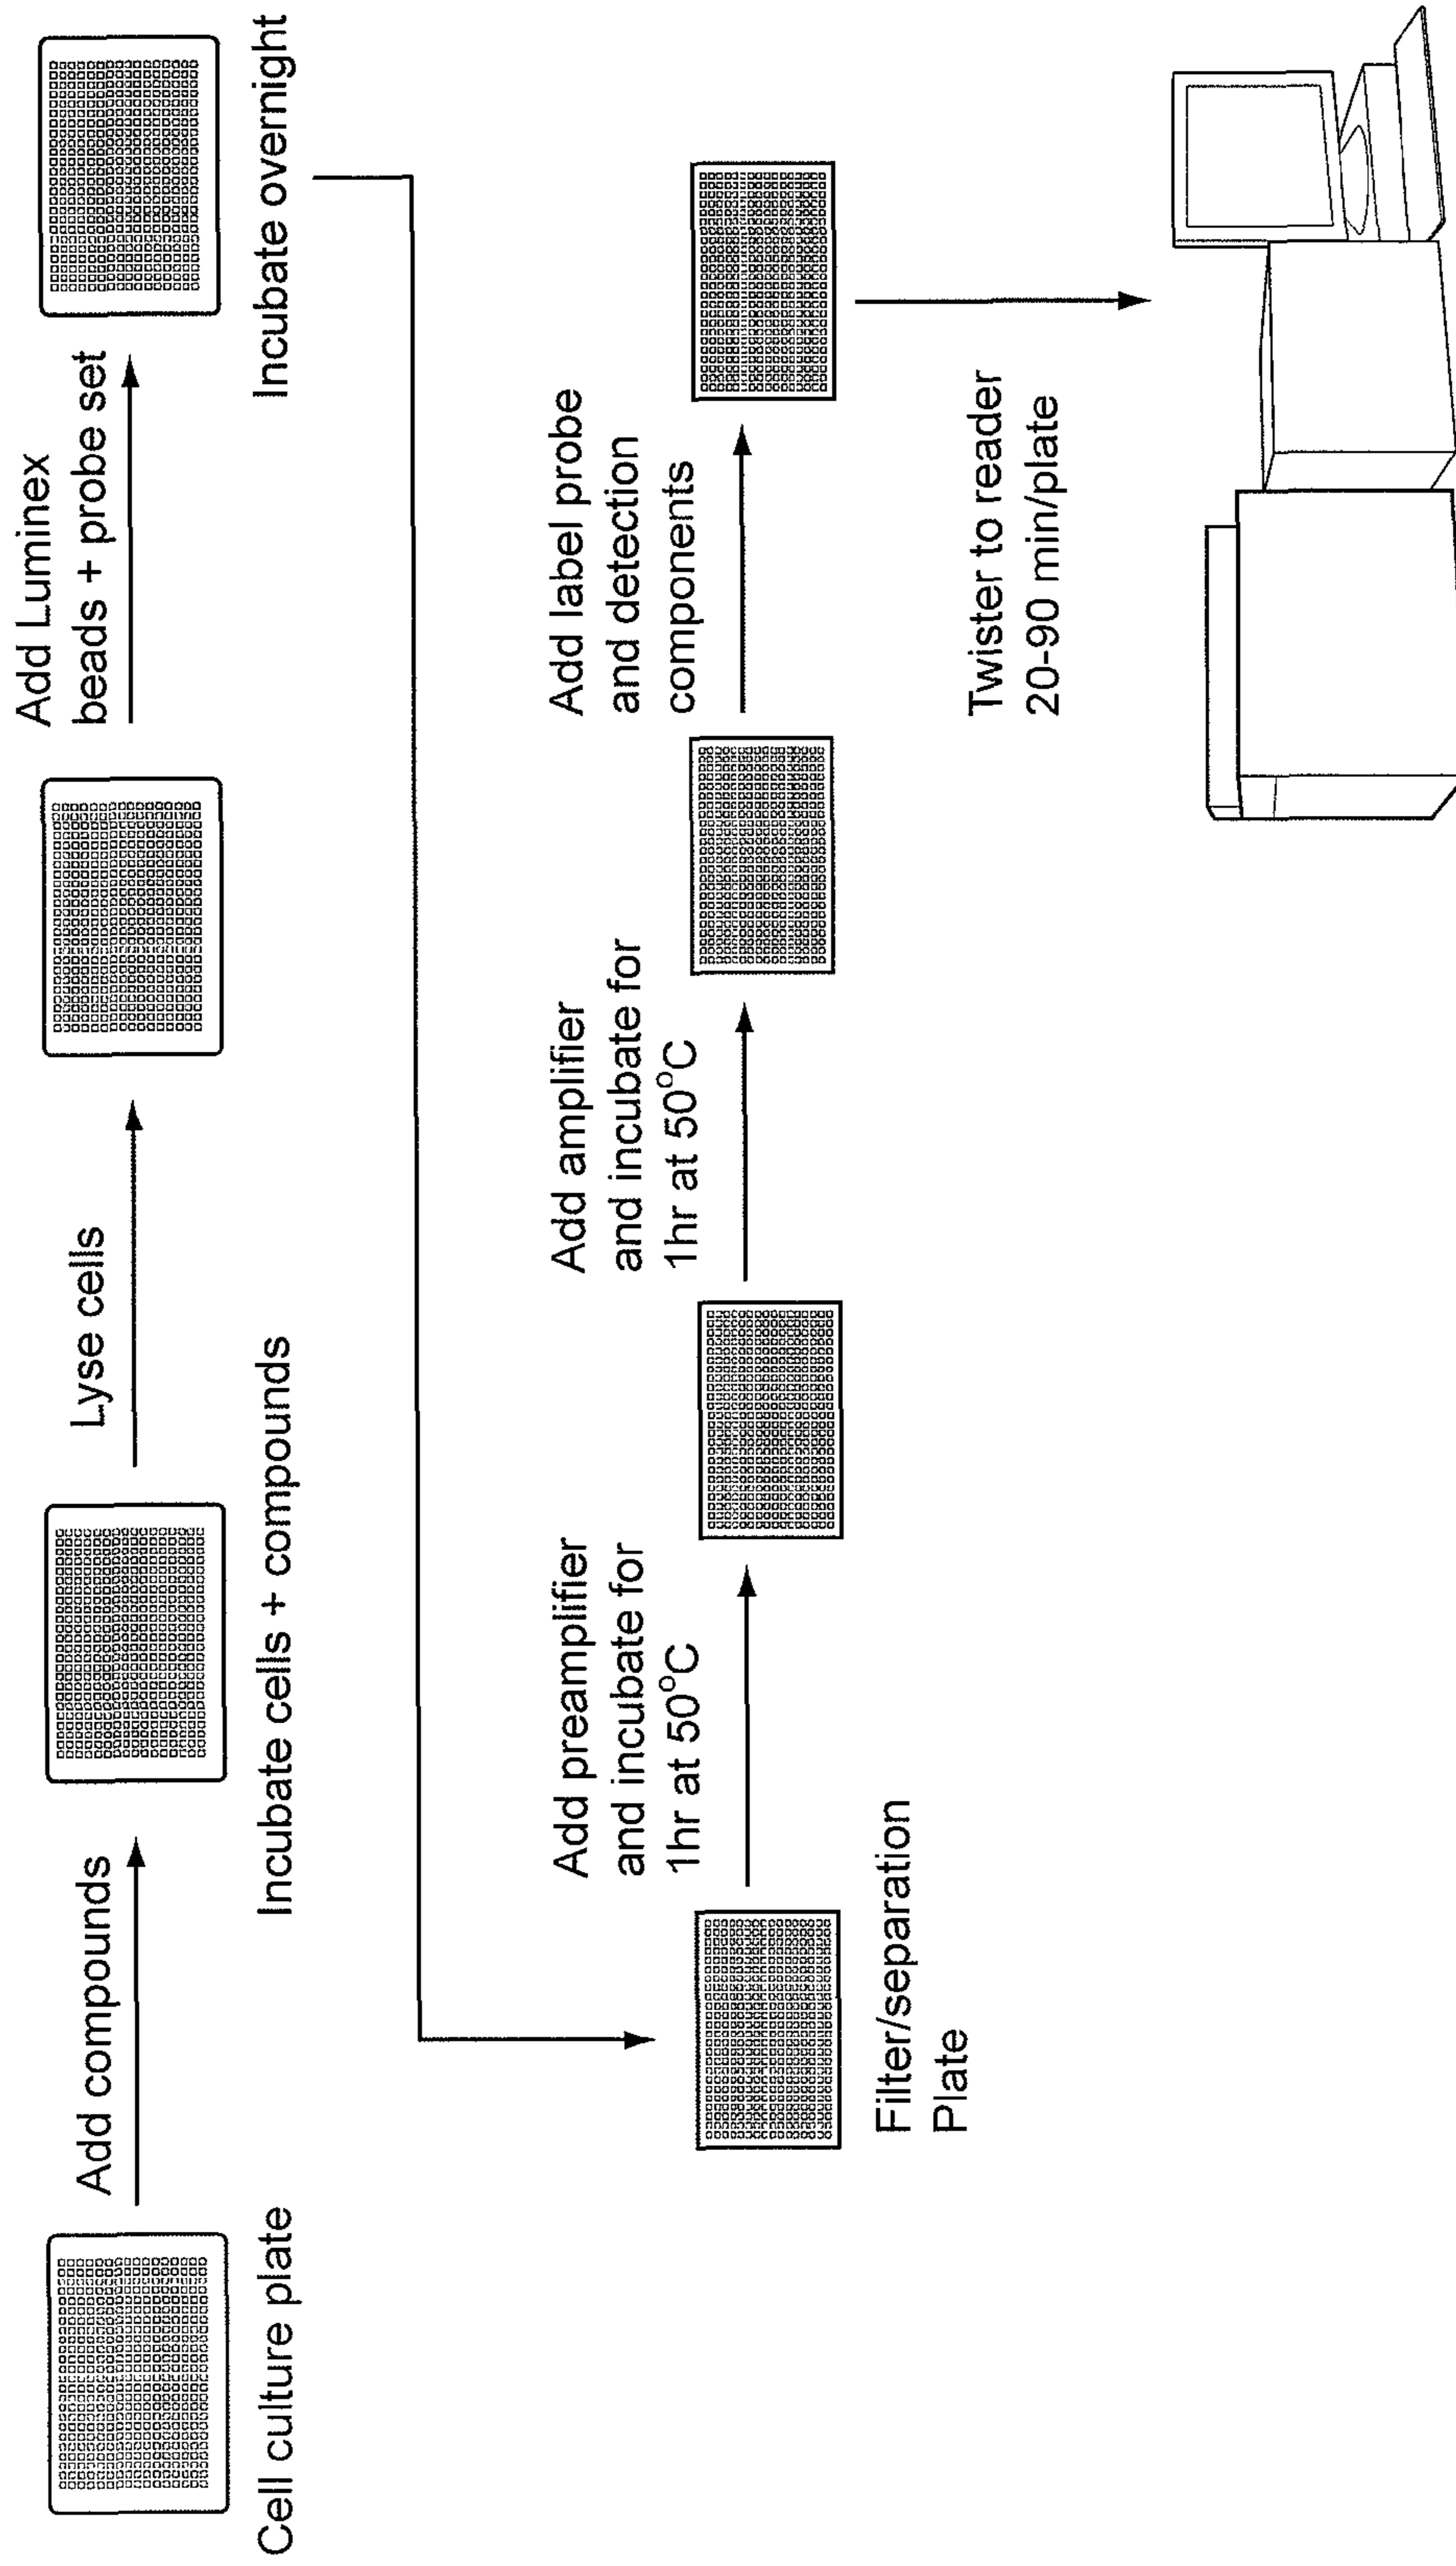 Cell culture plate
Add compounds
Incubate cells + compounds
Lyse cells
Add Luminex
beads + probe set
Incubate overnight
Filter/separation
Plate
Add preamplifier
and incubate for
1hr at 50°C
Add amplifier
and incubate for
1hr at 50°C
Add label probe
and detection
components
Twister to reader
20-90 min/plate